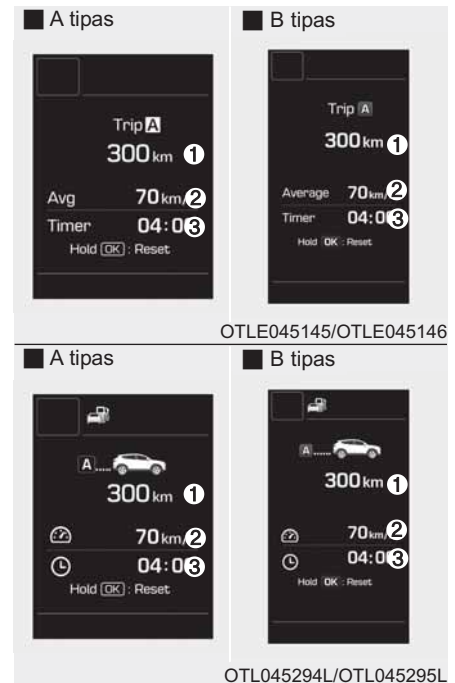 A tipas
B tipas
Trip A
300 km 1
Avg 70 km/ 2
Timer 04:0 3
Hold OK : Reset
Trip A
300 km 1
Average 70 km/ 2
Timer 04:0 3
Hold OK : Reset
OTLE045145/OTLE045146
A tipas
B tipas
A.....
300 km 1
70 km/ 2
04:0 3
Hold OK : Reset
A.....
300 km 1
70 km/ 2
04:0 3
Hold OK : Reset
OTL045294L/OTL045295L